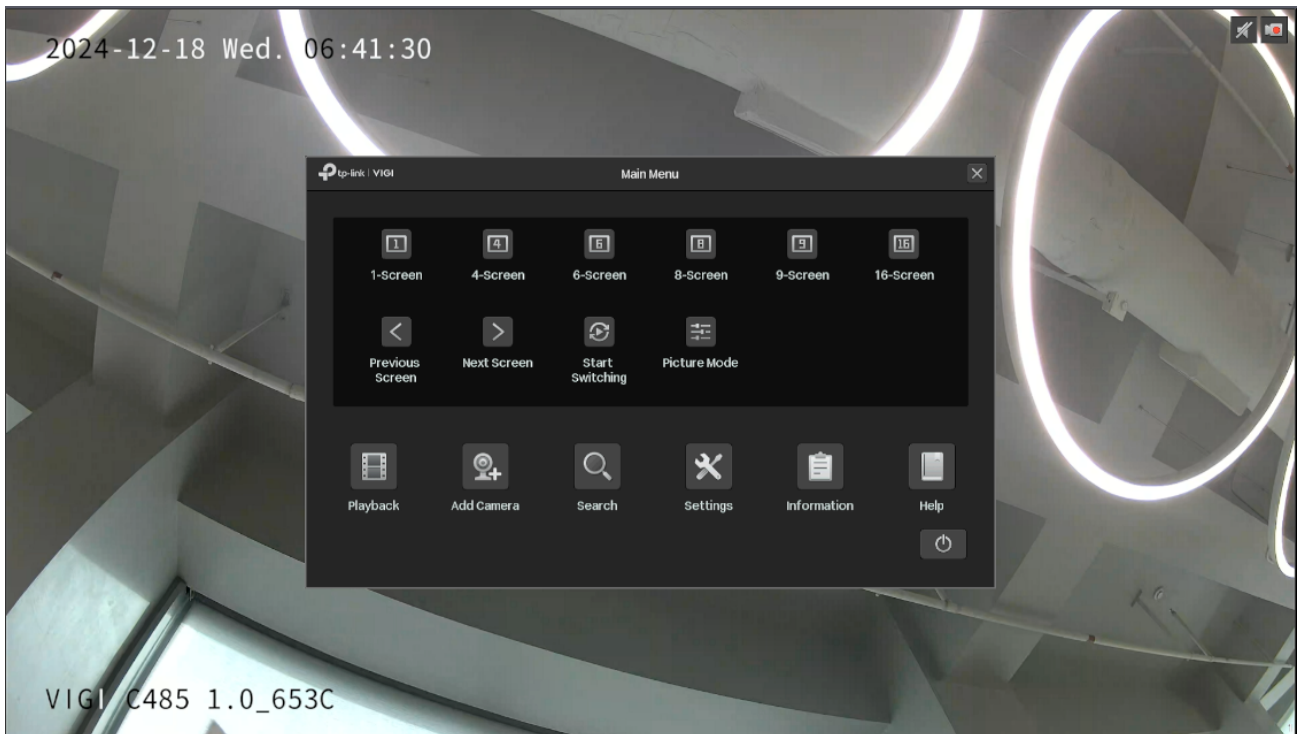 2024-12-18 Wed. 06:41:30
tp-link | VIGI
Main Menu
1
4
6
8
9
16
1-Screen
4-Screen
6-Screen
8-Screen
9-Screen
16-Screen
Previous
Screen
Next Screen
Start
Switching
Picture Mode
Playback
Add Camera
Search
Settings
Information
Help
VIGI C485 1.0_653C